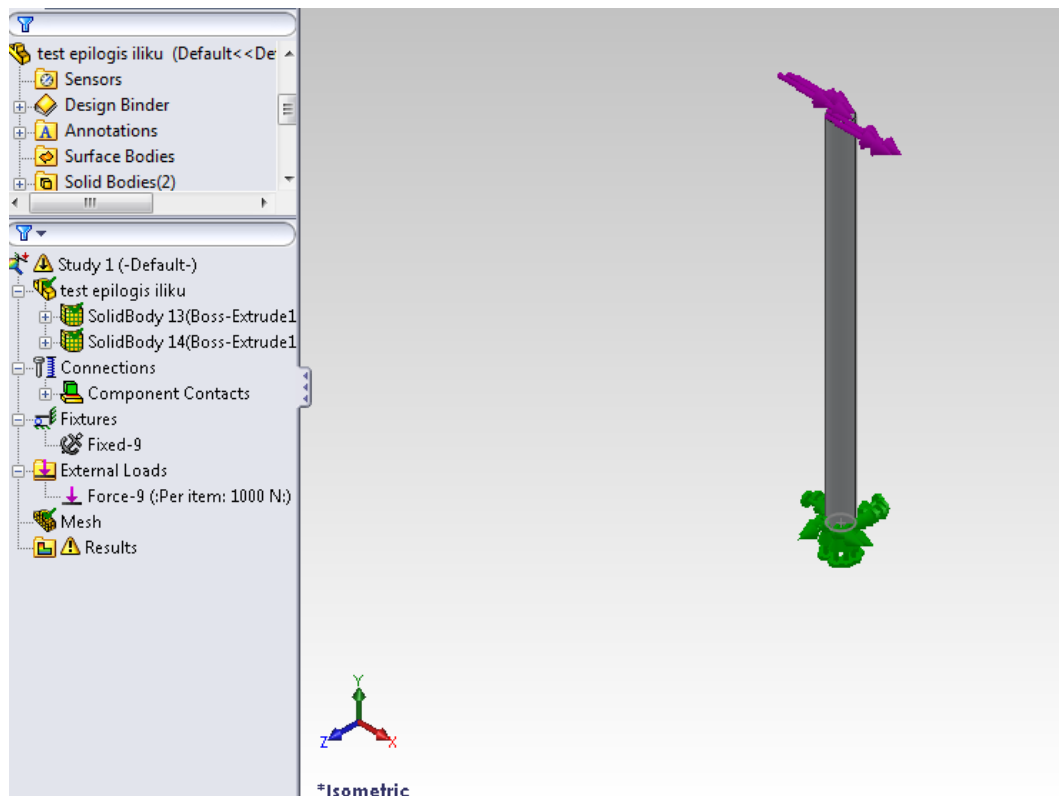 test epilogis iliku (Default<<De
Sensors
Design Binder
A Annotations
Surface Bodies
Solid Bodies(2)
Study 1 (-Default-)
test epilogis iliku
SolidBody 13(Boss-Extrude1
SolidBody 14(Boss-Extrude1
Connections
Component Contacts
Fixtures
Fixed-9
External Loads
Force-9 (:Per item: 1000 N:)
Mesh
Results
Y
Z X
*Isometric